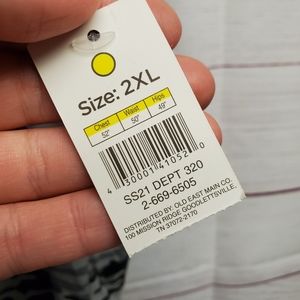 Size: 2XL
Chest Waist Hips
52" 50" 49"
4 30001 41052 0
SS21 DEPT 320
2-669-6505
DISTRIBUTED BY: OLD EAST MAIN CO.
100 MISSION RIDGE GOODLETTSVILLE,
TN 37072-2170